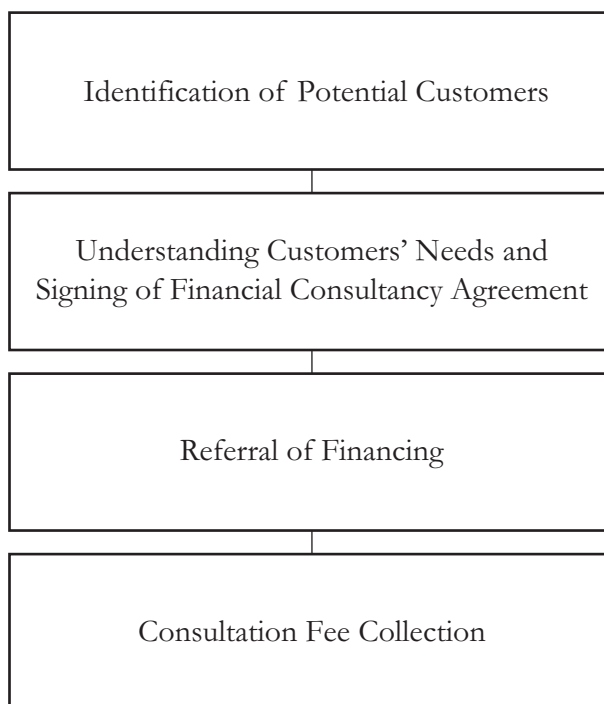 Identification of Potential Customers
Understanding Customers’ Needs and
Signing of Financial Consultancy Agreement
Referral of Financing
Consultation Fee Collection